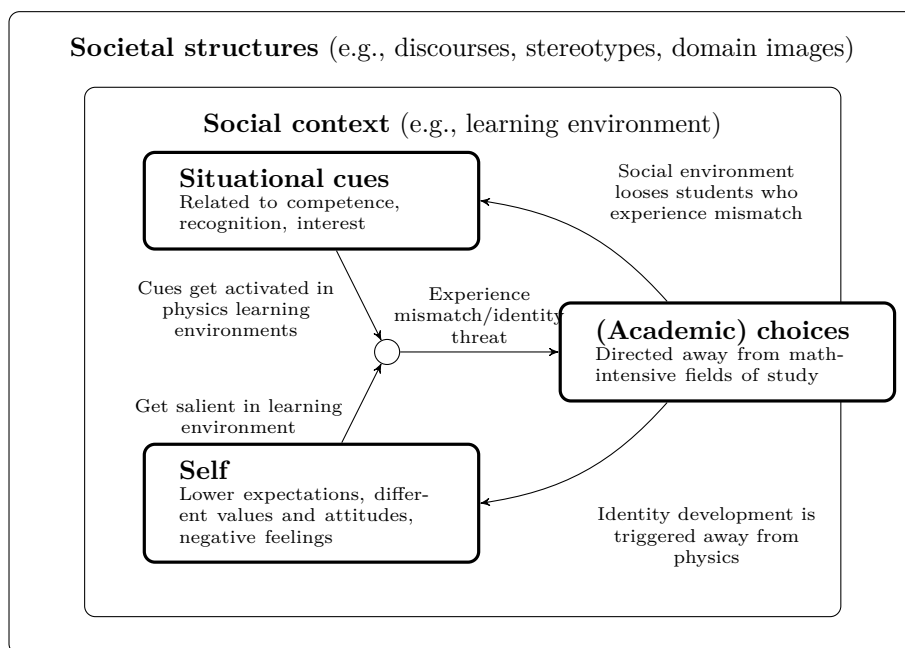 Societal structures (e.g., discourses, stereotypes, domain images)
Social context (e.g., learning environment)
Situational cues
Related to competence,
recognition, interest
Social environment
looses students who
experience mismatch
Cues get activated in
physics learning
environments
Experience
mismatch/identity
threat
(Academic) choices
Directed away from math-
intensive fields of study
Get salient in learning
environment
Self
Lower expectations, differ-
ent values and attitudes,
negative feelings
Identity development is
triggered away from
physics